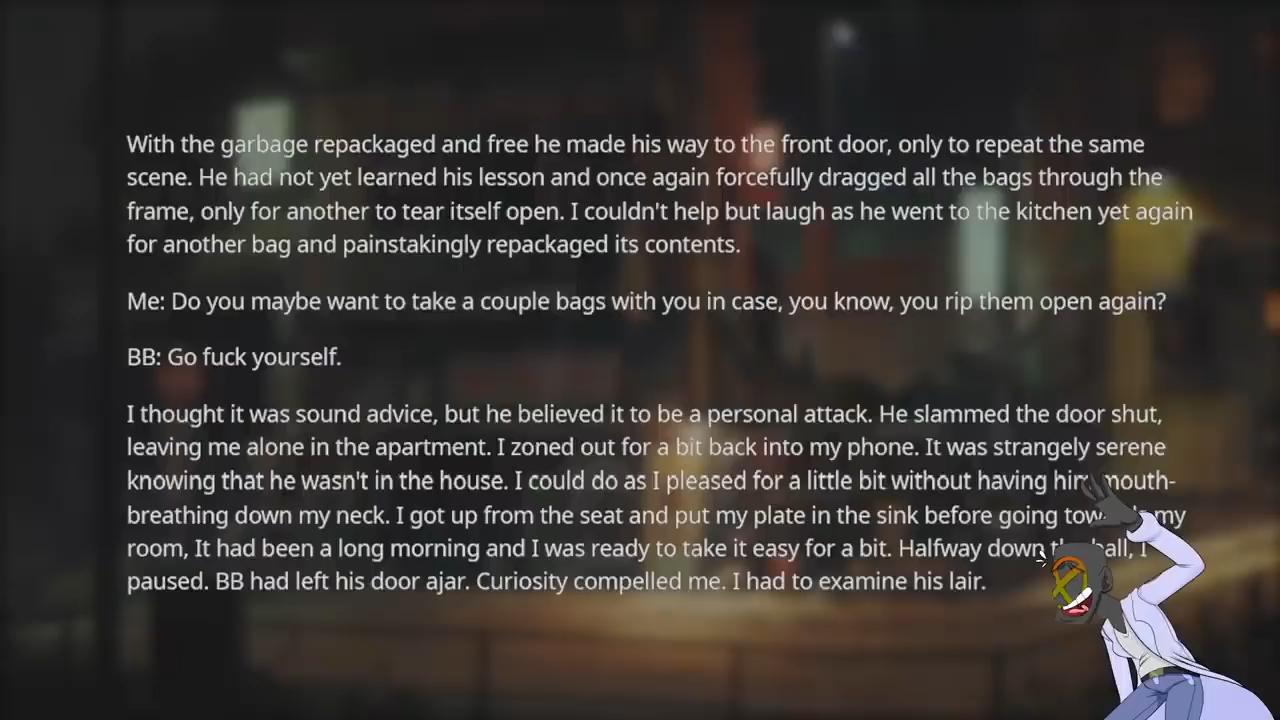 With the garbage repackaged and free he made his way to the front door, only to repeat the same
scene. He had not yet learned his lesson and once again forcefully dragged all the bags through the
frame, only for another to tear itself open. I couldn't help but laugh as he went to the kitchen yet again
for another bag and painstakingly repackaged its contents.
Me: Do you maybe want to take a couple bags with you in case, you know, you rip them open again?
BB: Go fuck yourself.
I thought it was sound advice, but he believed it to be a personal attack. He slammed the door shut,
leaving me alone in the apartment. I zoned out for a bit back into my phone. It was strangely serene
knowing that he wasn't in the house. I could do as I pleased for a little bit without having him mouth-
breathing down my neck. I got up from the seat and put my plate in the sink before going my
room, It had been a long morning and I was ready to take it easy for a bit. Halfway down I
paused. BB had left his door ajar. Curiosity compelled me. I had to examine his lair.